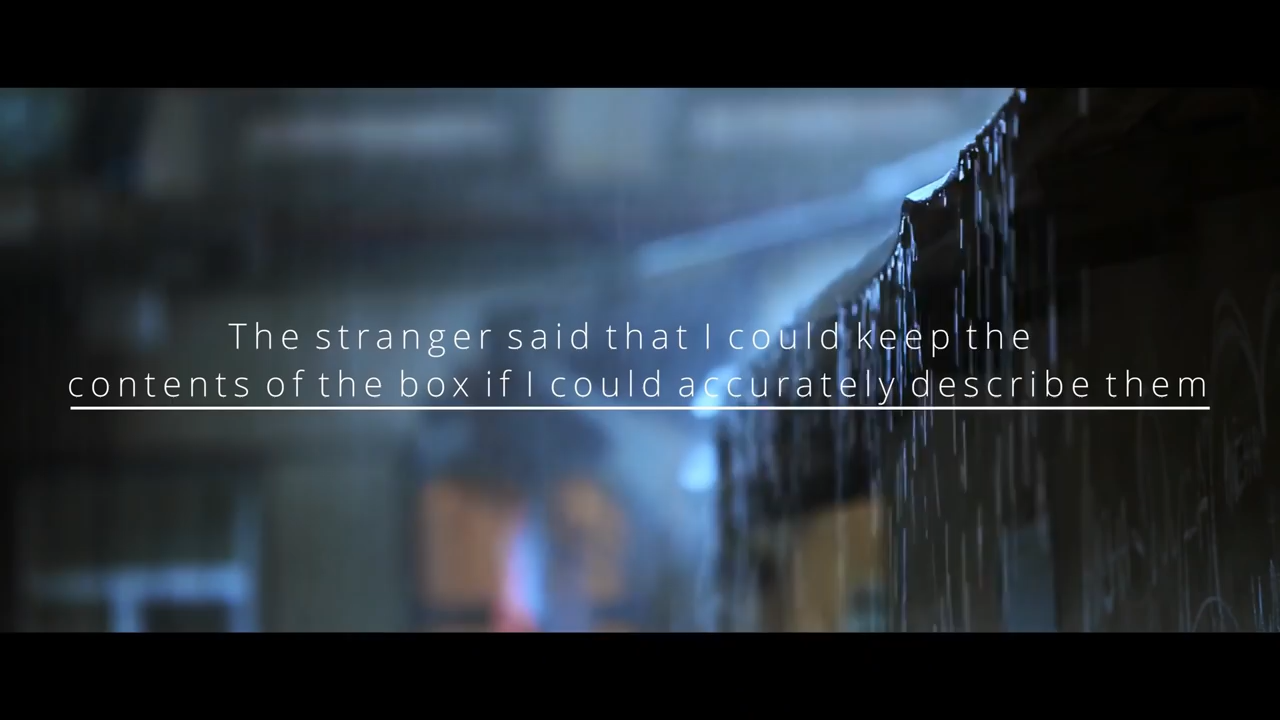 The stranger said that I could keep the
contents of the box if I could accurately describe them